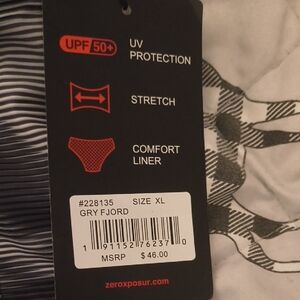 UPF 50+
UV
PROTECTION
STRETCH
COMFORT
LINER
#228135 SIZE XL
GRY FJORD
1 91152 76237 0
MSRP $ 46.00
zeroxposur.com